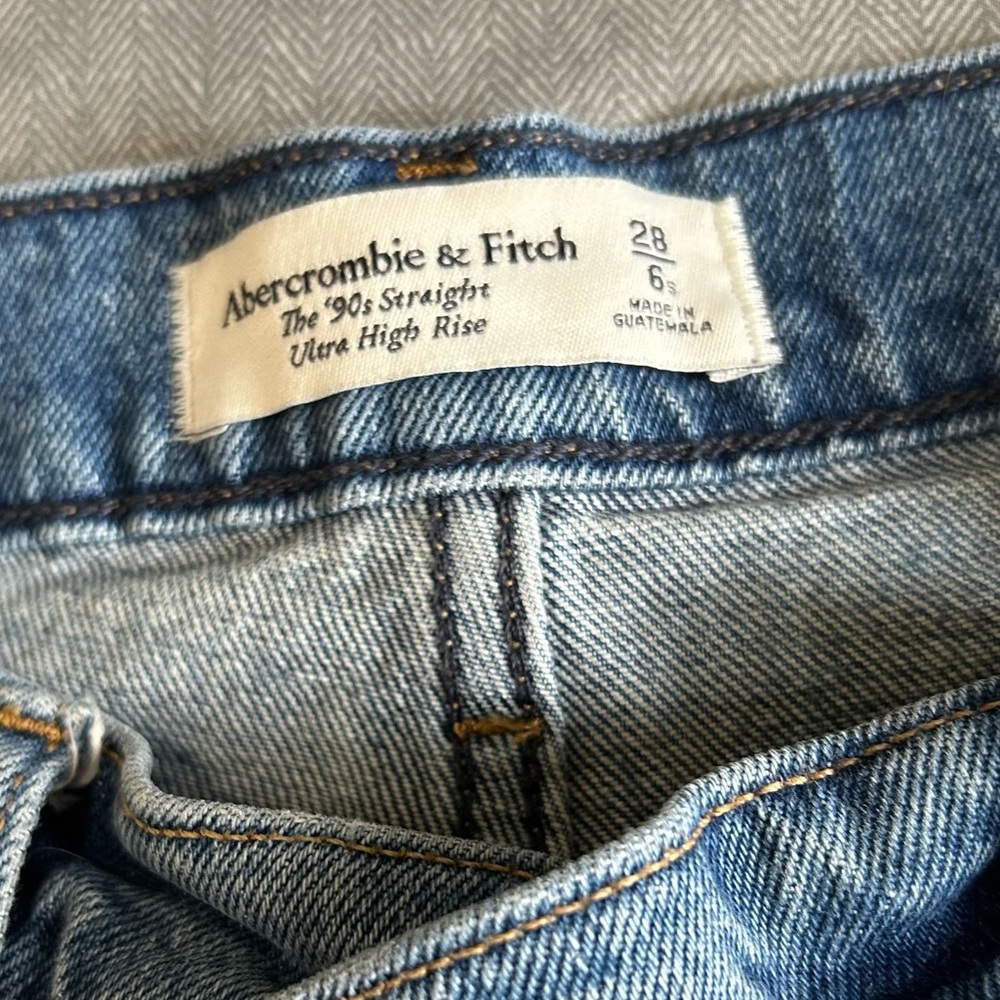 Abercrombie & Fitch
The '90s Straight
Ultra High Rise
28
6s
MADE IN
GUATEMALA